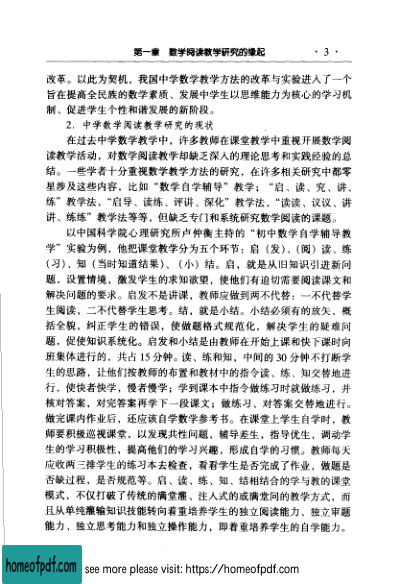 第一章 数学阅读教学研究的缘起 · 3 ·
改革。以此为契机，我国中学数学教学方法的改革与实验进入了一个
旨在提高全民族的数学素质、发展中学生以思维能力为核心的学习机
制、促进学生个性和谐发展的新阶段。
2. 中学数学阅读教学研究的现状
在过去中学数学教学中，许多教师在课堂教学中重视开展数学阅
读教学活动，对数学阅读教学却缺乏深入的理论思考和实践经验的总
结。一些学者十分重视数学教学方法的研究，在许多相关研究中都零
星涉及这些内容，比如“数学自学辅导”教学；“启、读、究、讲、
练”教学法，“启导、读练、评讲、深化”教学法，“读读、议议、讲
讲、练练”教学法等等，但缺乏专门和系统研究数学阅读的课题。
以中国科学院心理研究所卢仲衡主持的“初中数学自学辅导教
学”实验为例，他把课堂教学分为五个环节：启（发）、（阅）读、练
（习）、知（当时知道结果）、（小）结。启，就是从旧知识引进新问
题，设置情境，激发学生的求知欲望，使他们有迫切需要阅读课文和
解决问题的要求。启发不是讲课，教师应做到两不代替：一不代替学
生阅读，二不代替学生思考。结，就是小结。小结必须有的放矢，概
括全貌，纠正学生的错误，使做题格式规范化，解决学生的疑难问
题，促使知识系统化。启发和小结是由教师在开始上课和快下课时向
班集体进行的，共占 15 分钟。读、练和知，中间的 30 分钟不打断学
生的思路，让他们按教师的布置和教材中的指令读、练、知交替地进
行，使快者快学，慢者慢学；学到课本中指令做练习时就做练习，并
核对答案，对完答案再学下一段课文；做练习、对答案交替地进行。
做完课内作业后，还应该自学数学参考书。在课堂上学生自学时，教
师要积极巡视课堂，以发现共性问题，辅导差生，指导优生，调动学
生的学习积极性，提高他们的学习兴趣，形成自学的习惯。教师每天
应收两三排学生的练习本去检查，看看学生是否完成了作业，做题是
否缺过程，是否规范等。启、读、练、知、结相结合的学与教的课堂
模式，不仅打破了传统的满堂灌、注入式的或满堂问的教学方式，而
且从单纯灌输知识技能转向着重培养学生的独立阅读能力、独立审题
能力、独立思考能力和独立操作能力，即着重培养学生的自学能力。
homeofpdf.com
see more please visit: https://homeofpdf.com